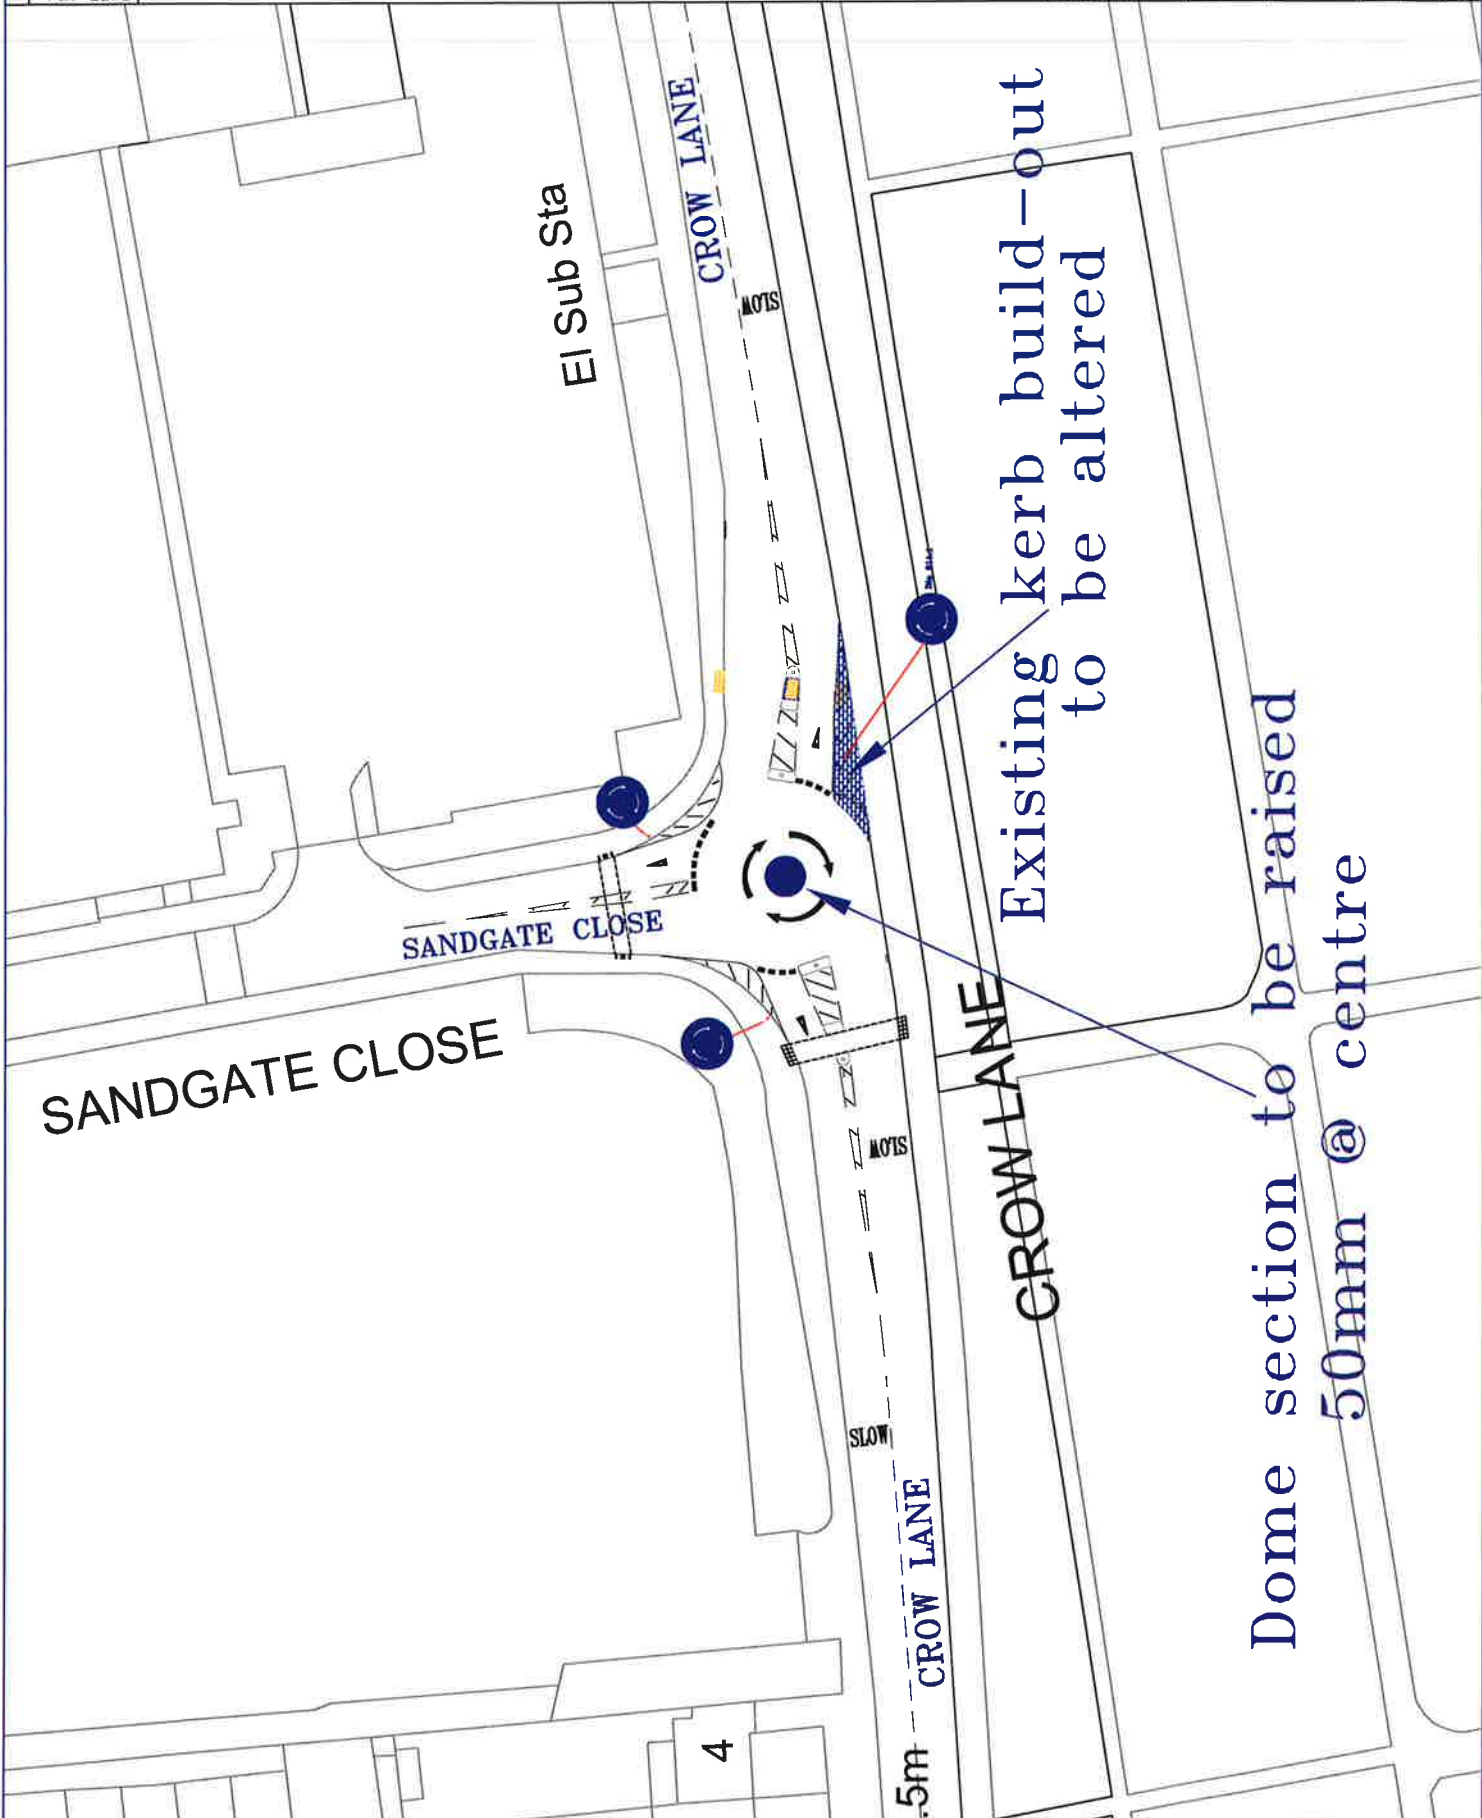 CROW LANE
El Sub Sta
SLOW
Existing kerb build-out
to be altered
SANDGATE CLOSE
SANDGATE CLOSE
CROW LANE
SLOW
Dome section to be raised
50mm @ centre
SLOW
CROW LANE
4
.5m